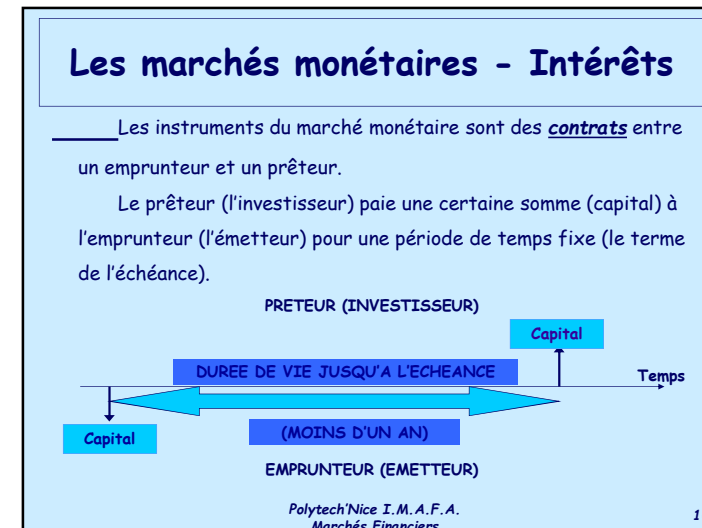 Les marchés monétaires - Intérêts
Les instruments du marché monétaire sont des contrats entre
un emprunteur et un prêteur.
Le prêteur (l'investisseur) paie une certaine somme (capital) à
l'emprunteur (l'émetteur) pour une période de temps fixe (le terme
de l'échéance).
PRETEUR (INVESTISSEUR)
Capital
DUREE DE VIE JUSQU'A L'ECHEANCE
Temps
Capital
(MOINS D'UN AN)
EMPRUNTEUR (EMETTEUR)
Polytech'Nice I.M.A.F.A.
Marchés Financiers
1